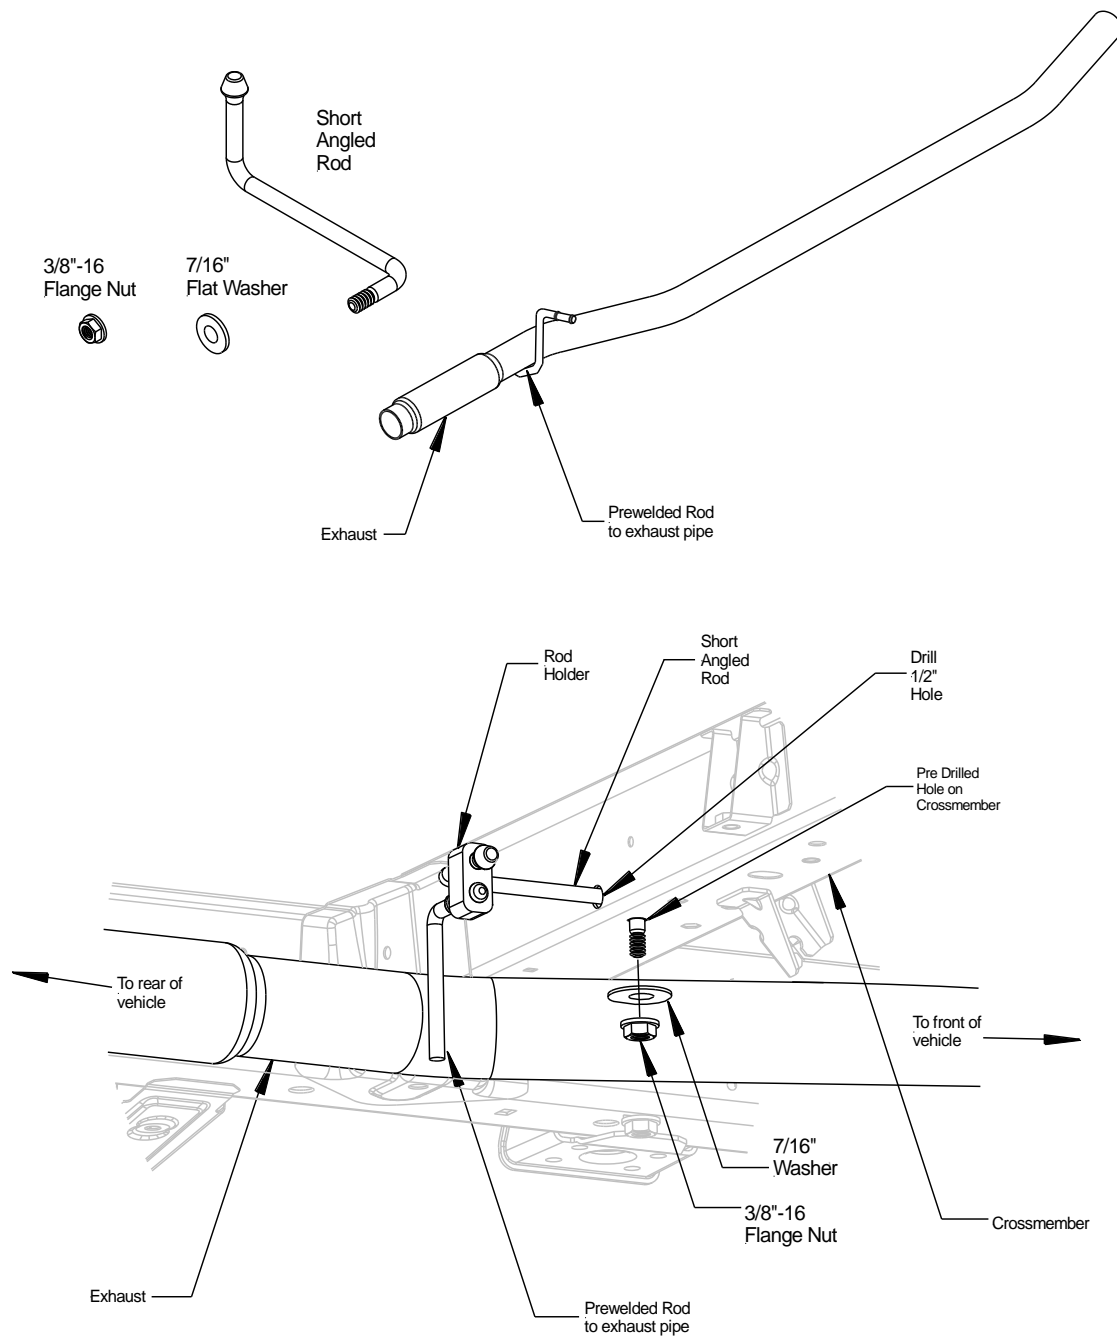 Short
Angled
Rod
3/8"-16
Flange Nut
7/16"
Flat Washer
Exhaust
Prewelded Rod
to exhaust pipe
Rod
Holder
Short
Angled
Rod
Drill
1/2"
Hole
Pre Drilled
Hole on
Crossmember
To rear of
vehicle
To front of
vehicle
7/16"
Washer
3/8"-16
Flange Nut
Crossmember
Exhaust
Prewelded Rod
to exhaust pipe